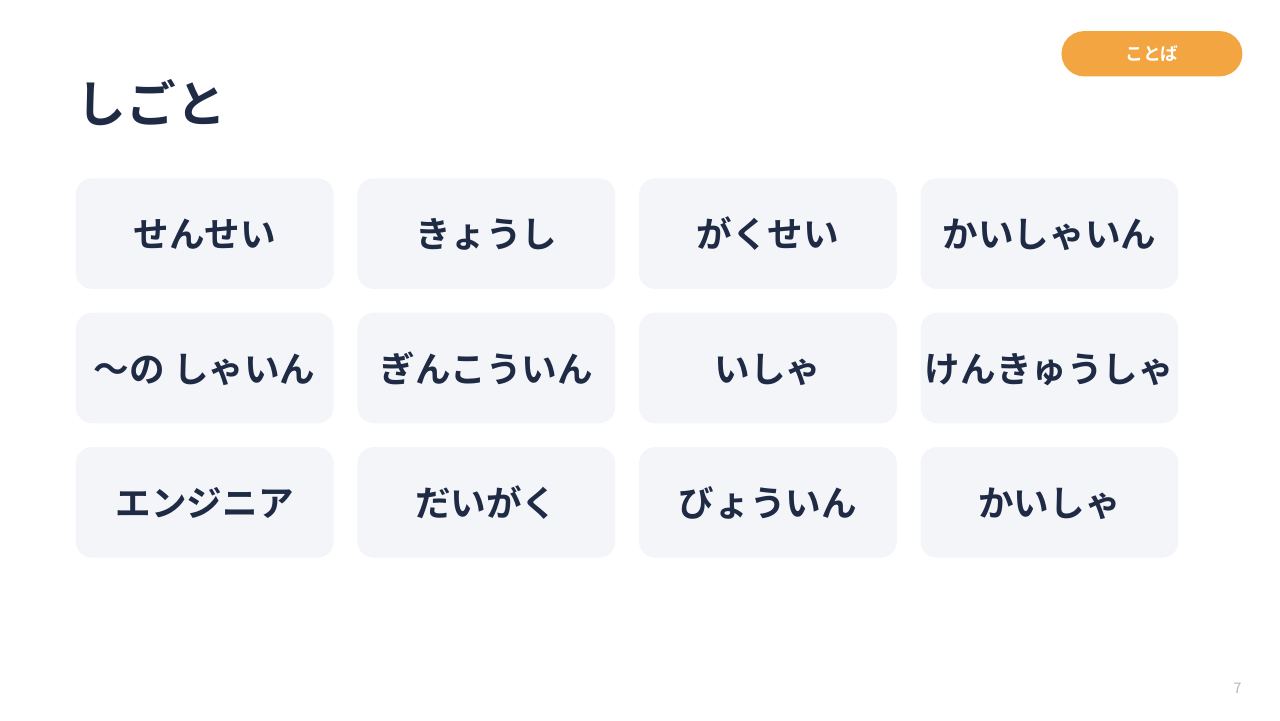 ことば
しごと
せんせい
きょうし
がくせい
かいしゃいん
～の しゃいん
ぎんこういん
いしゃ
けんきゅうしゃ
エンジニア
だいがく
びょういん
かいしゃ
7